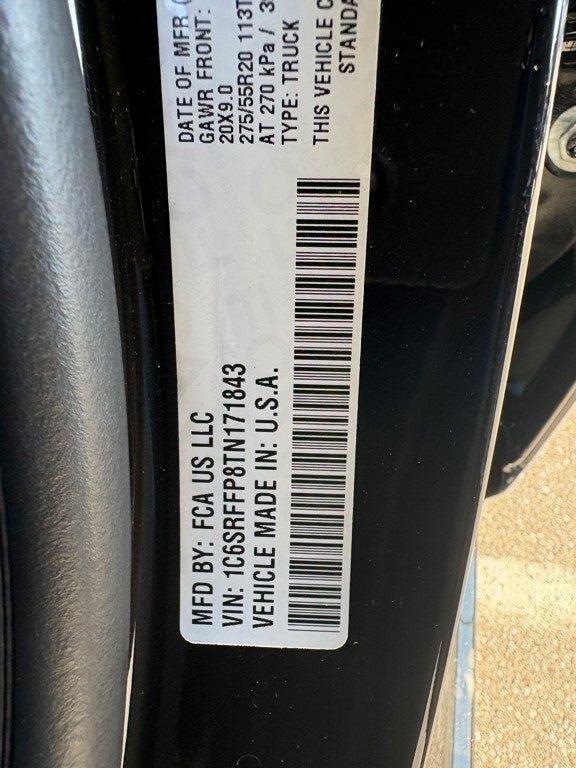 MFD BY: FCA US LLC
VIN: 1C6SRFFP8TN171843
VEHICLE MADE IN: U.S.A.
DATE OF MFR (
GAWR FRONT:
20X9.0
275/55R20 113T
AT 270 kPa / 3
TYPE: TRUCK
THIS VEHICLE C
STANDA